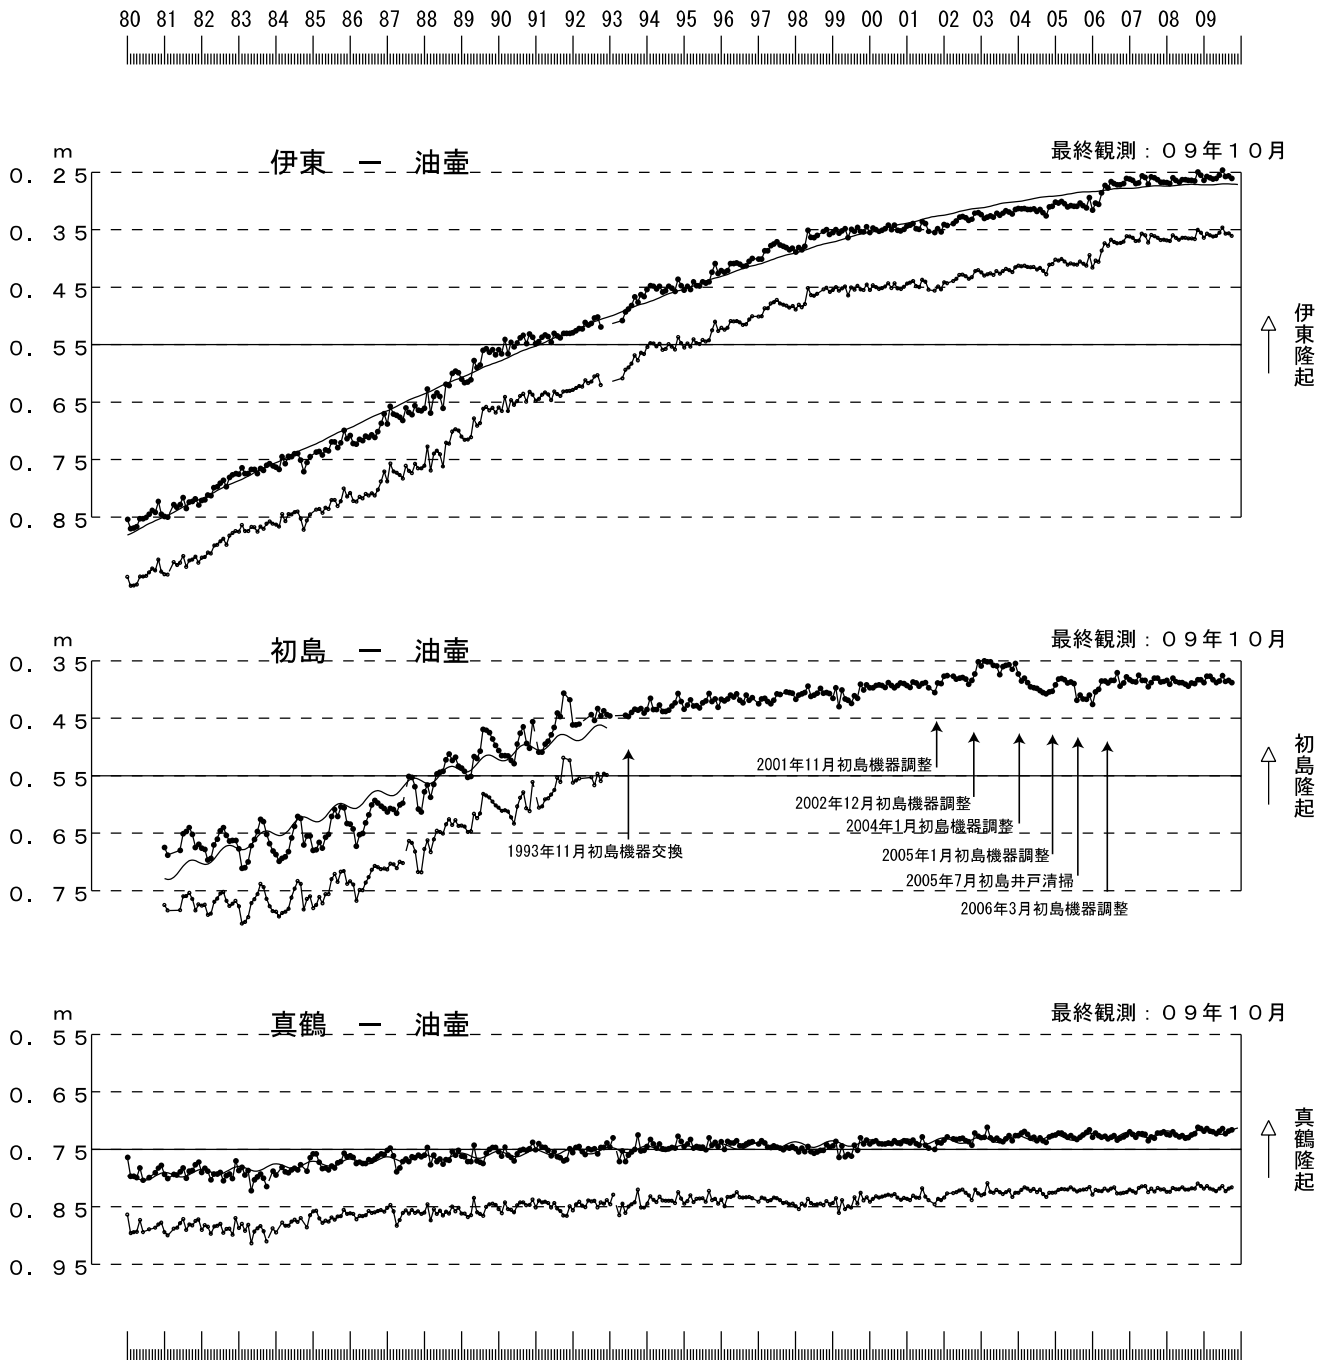 80 81 82 83 84 85 86 87 88 89 90 91 92 93 94 95 96 97 98 99 00 01 02 03 04 05 06 07 08 09
m
伊東 ー 油壷
最終観測：０９年１０月
0. 25
0. 35
0. 45
0. 55
0. 65
0. 75
0. 85
伊東隆起
m
初島 ー 油壷
最終観測：０９年１０月
0. 35
0. 45
0. 55
0. 65
0. 75
2001年11月初島機器調整
2002年12月初島機器調整
2004年1月初島機器調整
1993年11月初島機器交換
2005年1月初島機器調整
2005年7月初島井戸清掃
2006年3月初島機器調整
初島隆起
m
真鶴 ー 油壷
最終観測：０９年１０月
0. 55
0. 65
0. 75
0. 85
0. 95
真鶴隆起